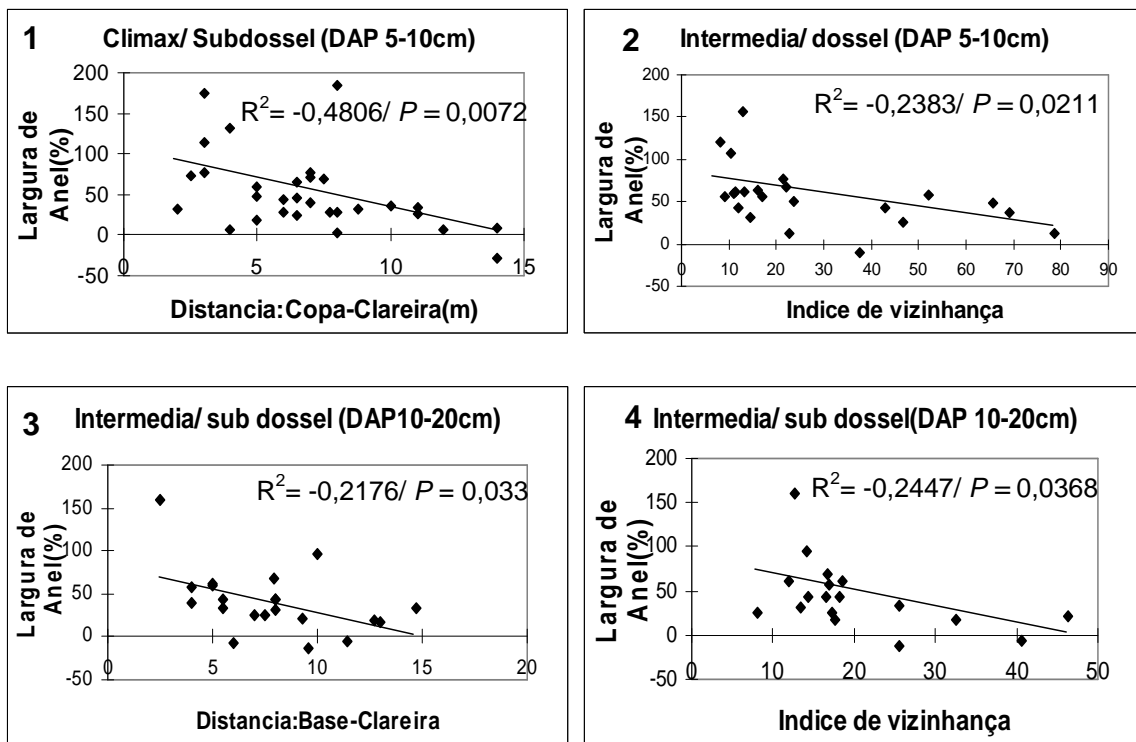 1
Climax/ Subdossel (DAP 5-10cm)
R2= -0,4806/ P = 0,0072
Largura de
Anel(%)
200
150
100
50
0
-50
0 5 10 15
Distancia:Copa-Clareira(m)
2
Intermedia/ dossel (DAP 5-10cm)
R2= -0,2383/ P = 0,0211
Largura de
Anel(%)
200
150
100
50
0
-50
0 10 20 30 40 50 60 70 80 90
Indice de vizinhança
3
Intermedia/ sub dossel (DAP10-20cm)
R2= -0,2176/ P = 0,033
Largura de
Anel(%)
200
150
100
50
0
-50
0 5 10 15 20
Distancia:Base-Clareira
4
Intermedia/ sub dossel(DAP 10-20cm)
R2= -0,2447/ P = 0,0368
Largura de
Anel(%)
200
150
100
50
0
-50
0 10 20 30 40 50
Indice de vizinhança